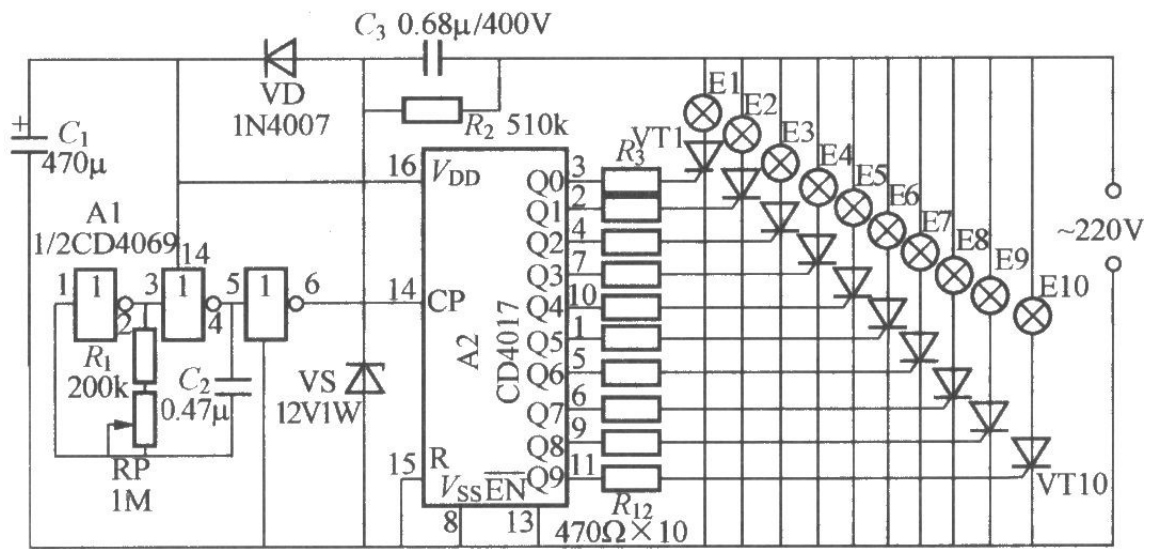 C3 0.68μ/400V
VD
1N4007
R2 510k
+
C1
470μ
A1
1/2CD4069
14
1 1 2
3 1 4
5 1 6
R1
200k
C2
0.47μ
RP
1M
VS
12V1W
16 VDD
14 CP
15 R
VSS EN
8 13
A2
CD4017
Q0 3
Q1 2
Q2 4
Q3 7
Q4 10
Q5 1
Q6 5
Q7 6
Q8 9
Q9 11
R3
R12
470Ω×10
VT1
VT10
E1
E2
E3
E4
E5
E6
E7
E8
E9
E10
~220V